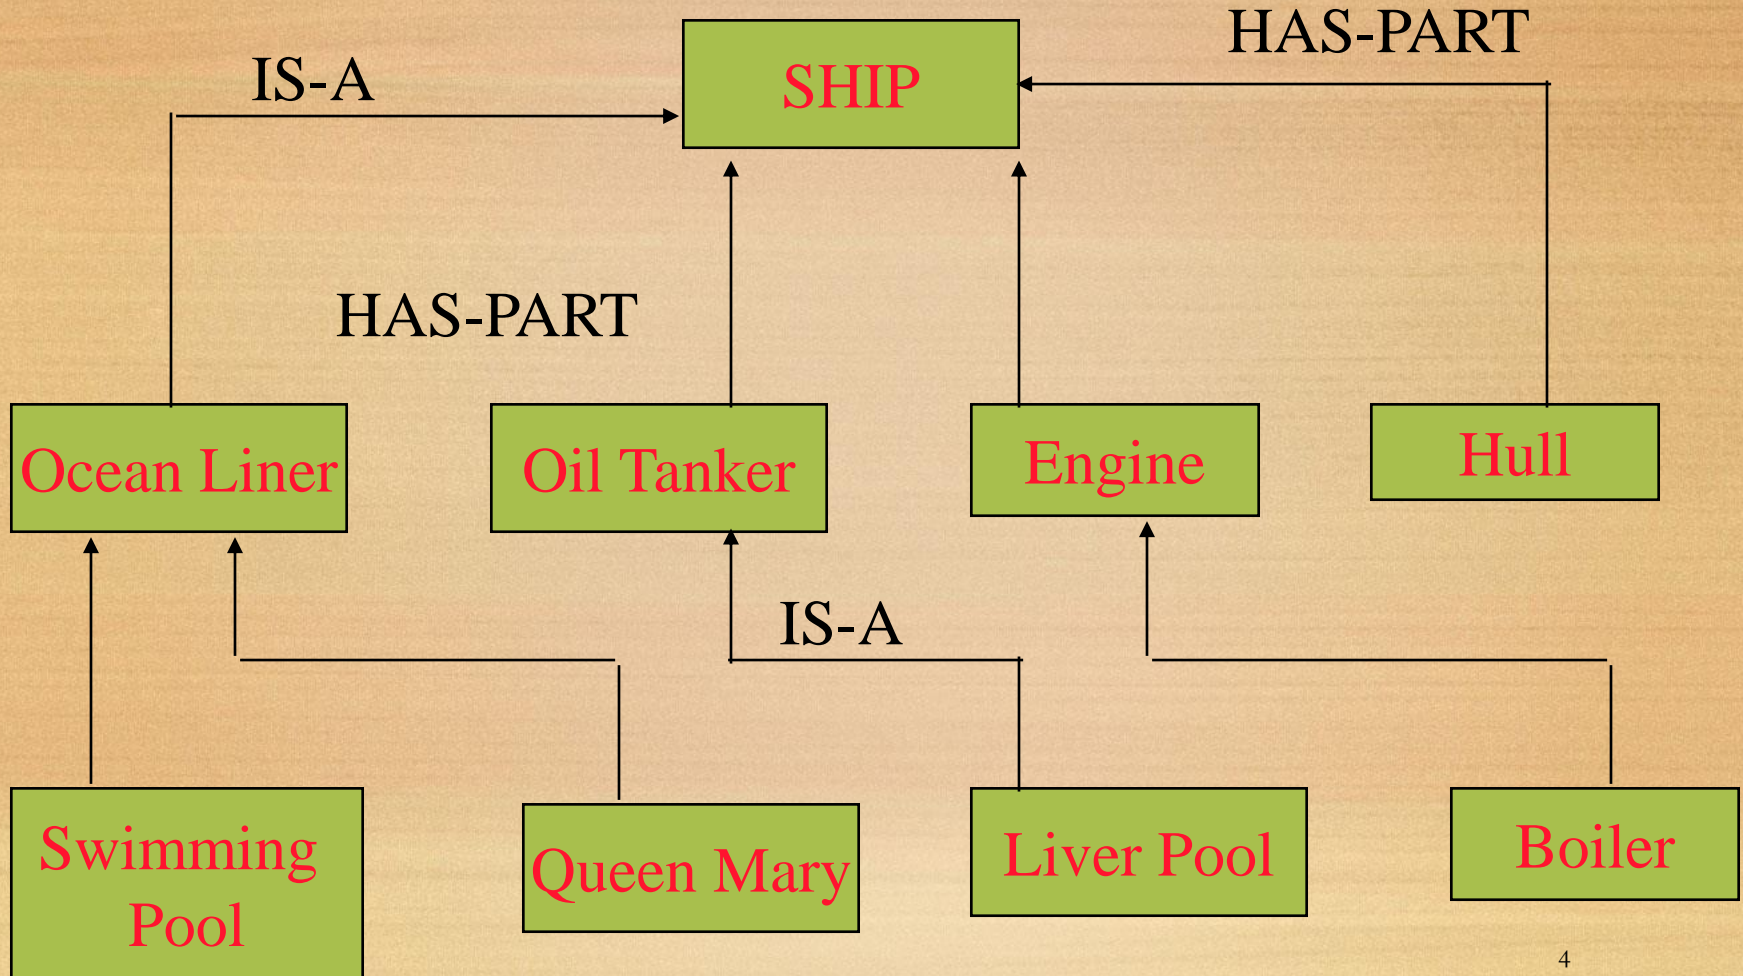 HAS-PART
IS-A
SHIP
HAS-PART
Ocean Liner
Oil Tanker
Engine
Hull
IS-A
Swimming
Pool
Queen Mary
Liver Pool
Boiler
4